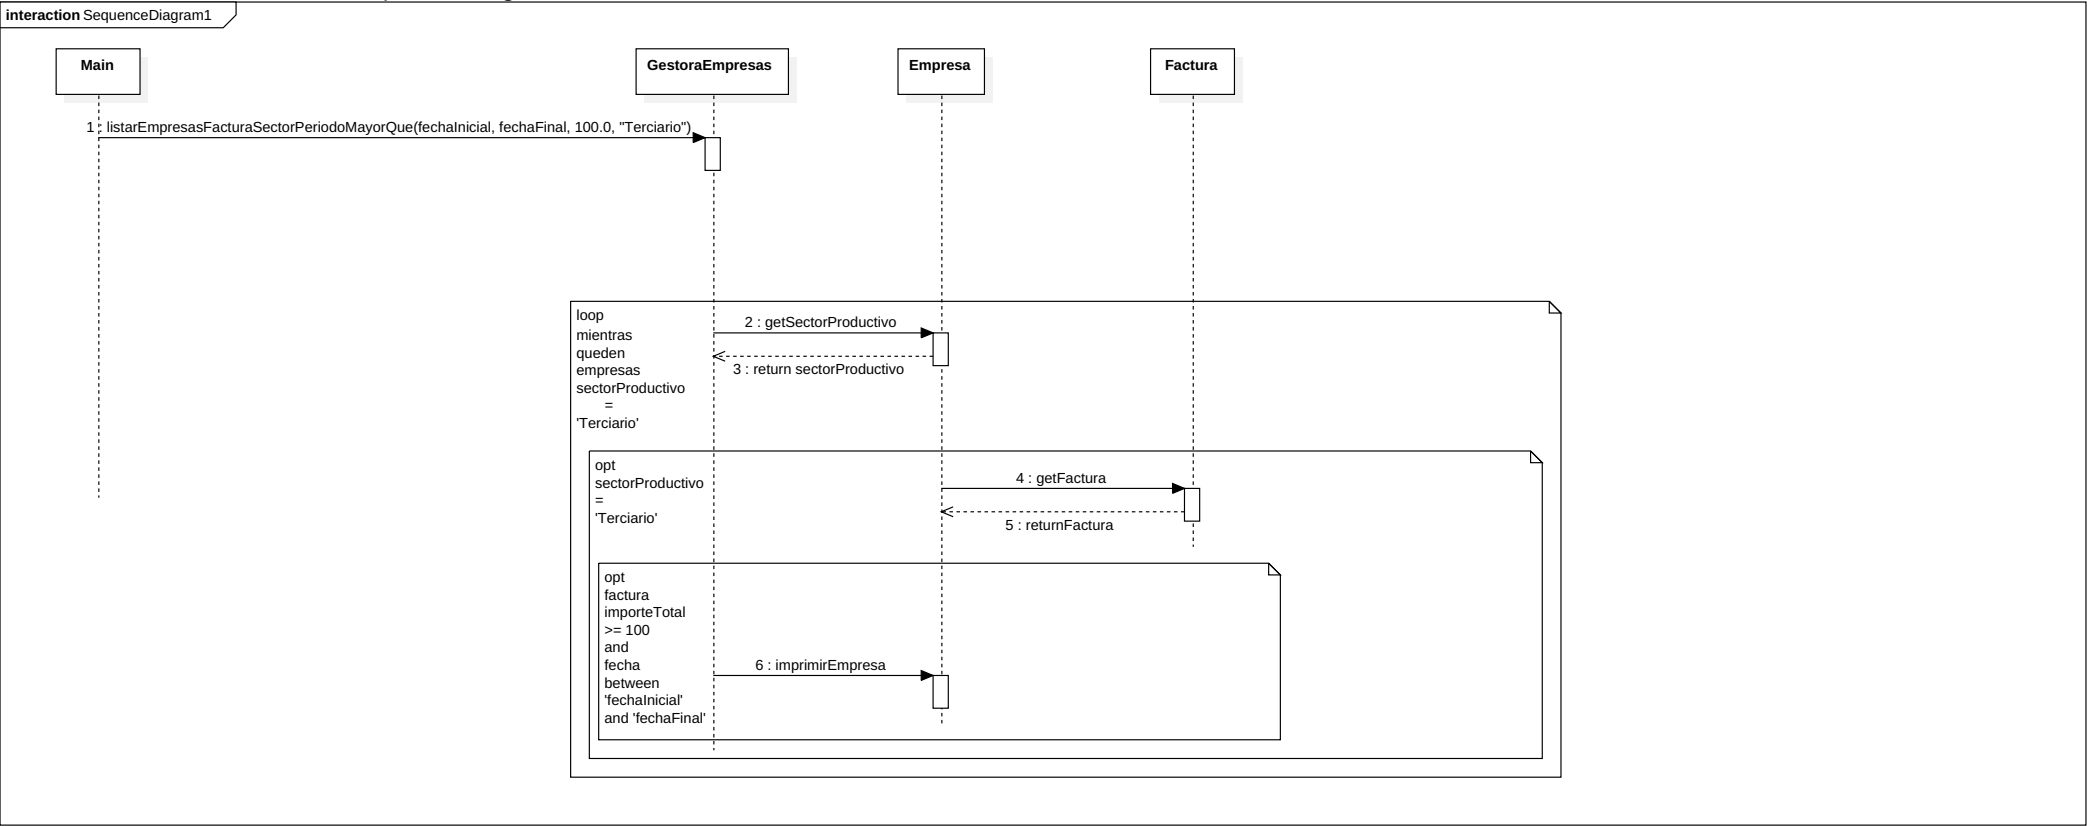 interaction SequenceDiagram1
Main
GestoraEmpresas
Empresa
Factura
1 : listarEmpresasFacturaSectorPeriodoMayorQue(fechaInicial, fechaFinal, 100.0, "Terciario")
loop
mientras
queden
empresas
sectorProductivo
=
'Terciario'
2 : getSectorProductivo
3 : return sectorProductivo
opt
sectorProductivo
=
'Terciario'
4 : getFactura
5 : returnFactura
opt
factura
importeTotal
>= 100
and
fecha
between
'fechaInicial'
and 'fechaFinal'
6 : imprimirEmpresa